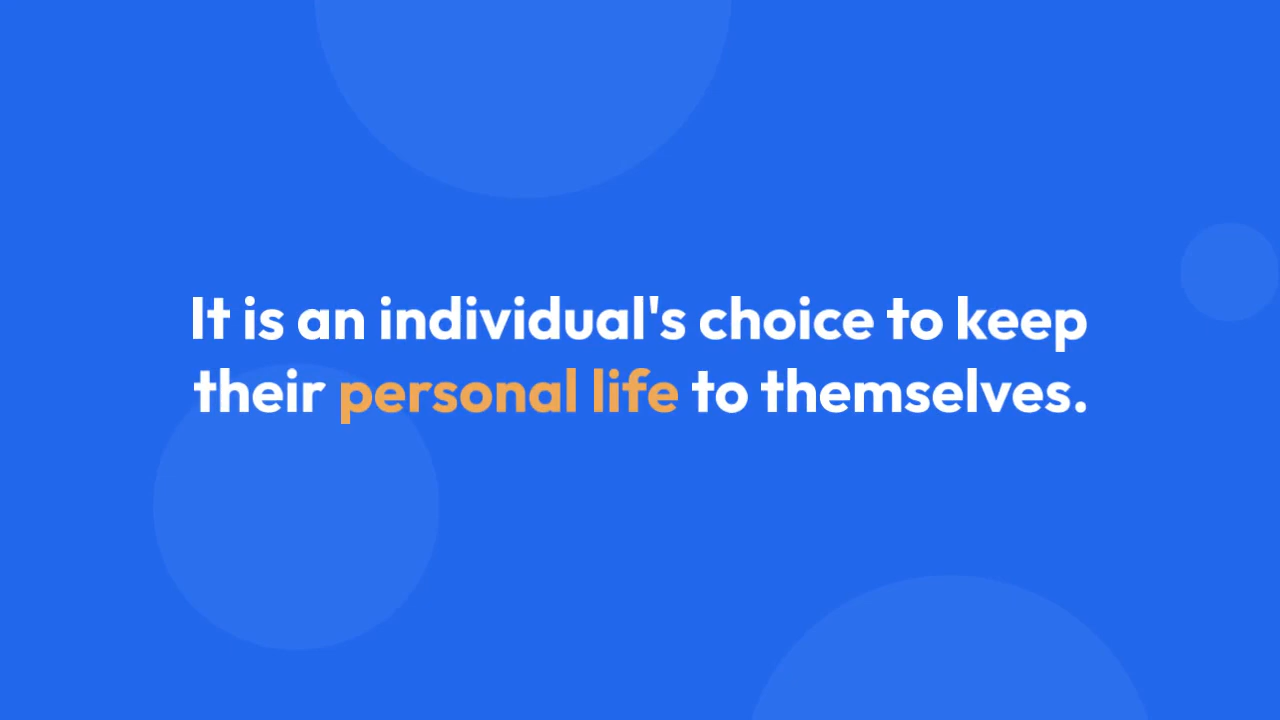 It is an individual's choice to keep
their personal life to themselves.